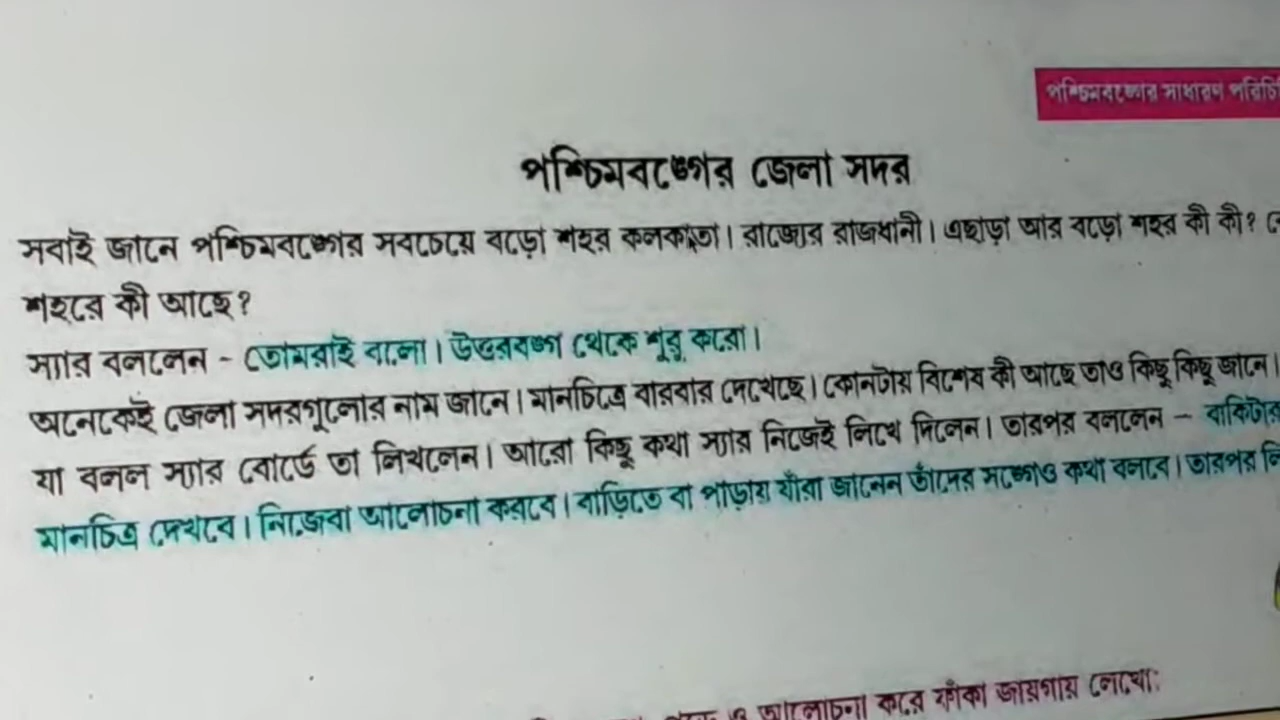 পশ্চিমবঙ্গের সাধারণ
পশ্চিমবঙ্গের জেলা সদর
সবাই জানে পশ্চিমবঙ্গের সবচেয়ে বড়ো শহর কলকাতা। রাজ্যের রাজধানী। এছাড়া আর বড়ো শহর কী কী?
শহরে কী আছে?
স্যার বললেন - তোমরাই বলো। উত্তরবঙ্গ থেকে শুরু করো।
অনেকেই জেলা সদরগুলোর নাম জানে। মানচিত্রে বারবার দেখেছে। কোনটায় বিশেষ কী আছে তাও কিছু কিছু জানে।
যা বলল স্যার বোর্ডে তা লিখলেন। আরো কিছু কথা স্যার নিজেই লিখে দিলেন। তারপর বললেন – বাকিটার
মানচিত্র দেখবে। নিজেরা আলোচনা করবে। বাড়িতে বা পাড়ায় যাঁরা জানেন তাঁদের সঙ্গেও কথা বলবে। তারপর
ও আলোচনা করে ফাঁকা জায়গায় লেখো: